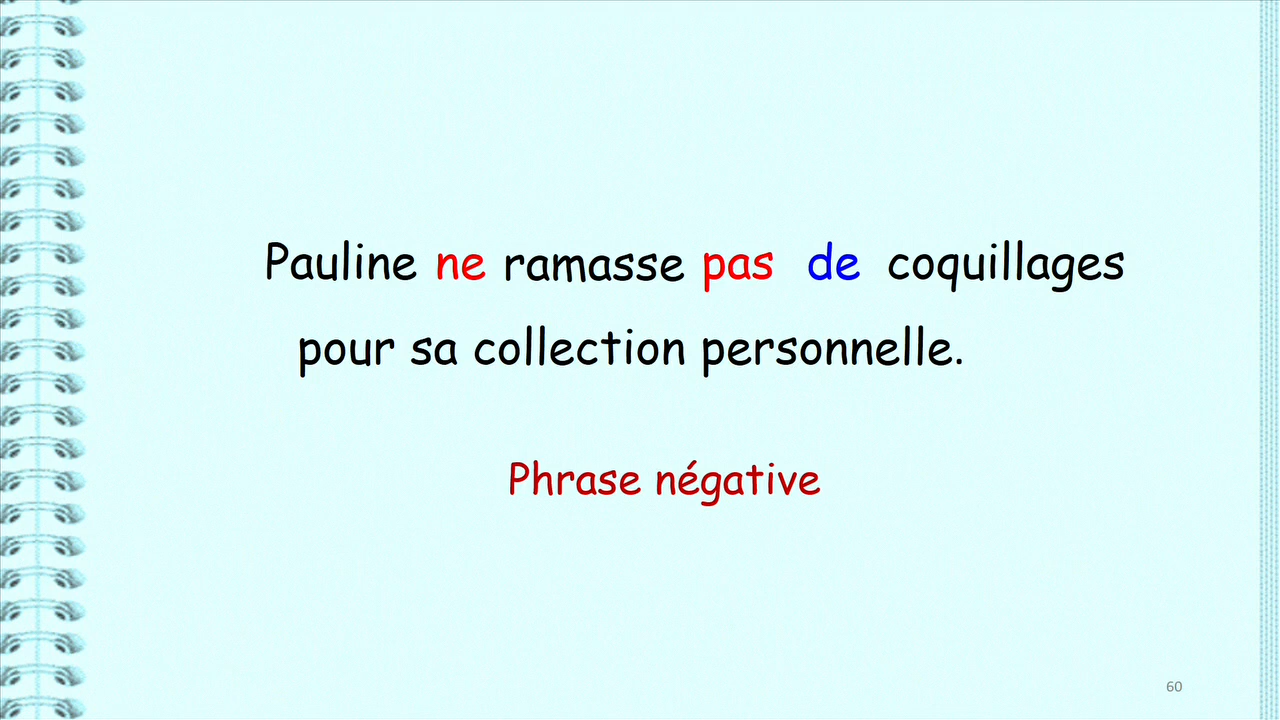 Pauline ne ramasse pas de coquillages
pour sa collection personnelle.
Phrase négative
60